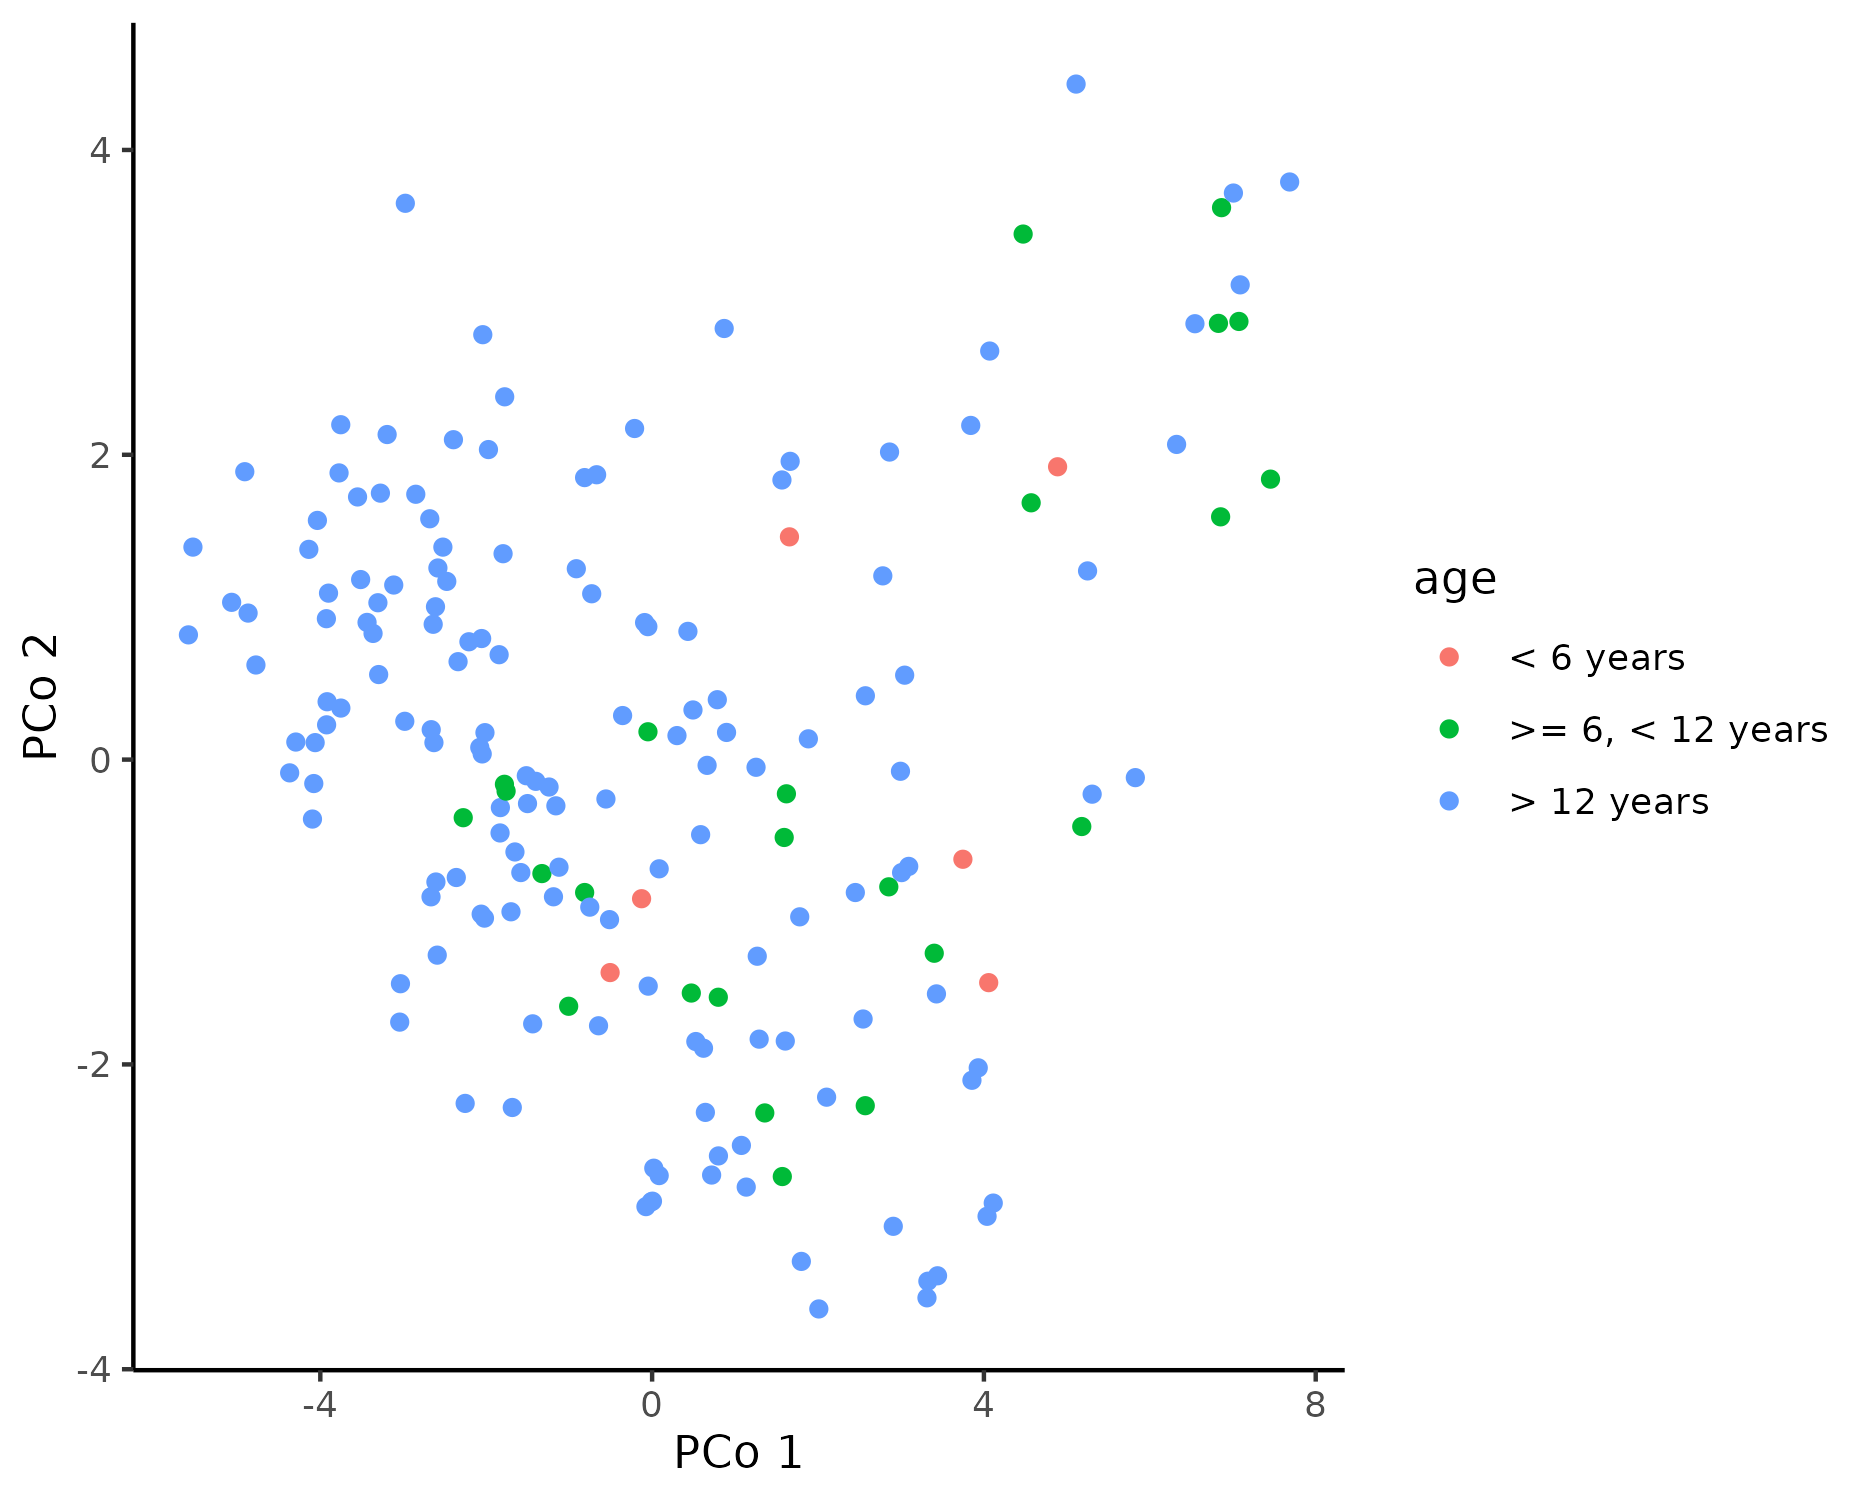 4
2
0
-2
-4
-4 0 4 8
PCo 1
PCo 2
age
< 6 years
>= 6, < 12 years
> 12 years